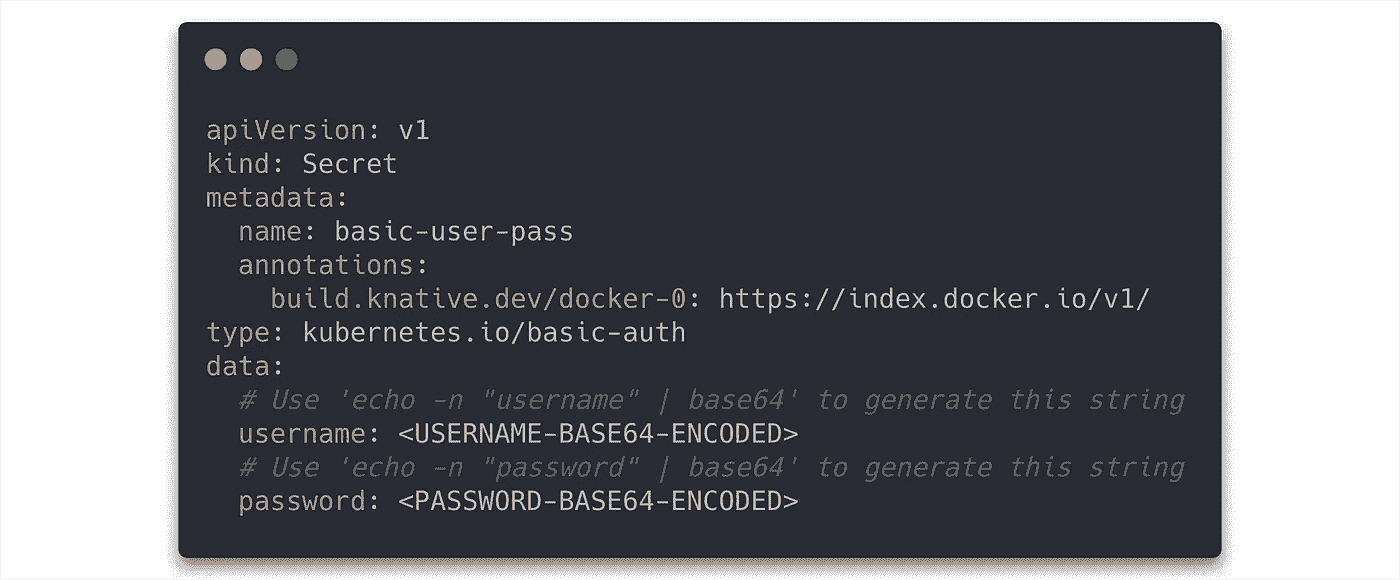 apiVersion: v1
kind: Secret
metadata:
  name: basic-user-pass
  annotations:
    build.knative.dev/docker-0: https://index.docker.io/v1/
type: kubernetes.io/basic-auth
data:
  # Use 'echo -n "username" | base64' to generate this string
  username: <USERNAME-BASE64-ENCODED>
  # Use 'echo -n "password" | base64' to generate this string
  password: <PASSWORD-BASE64-ENCODED>